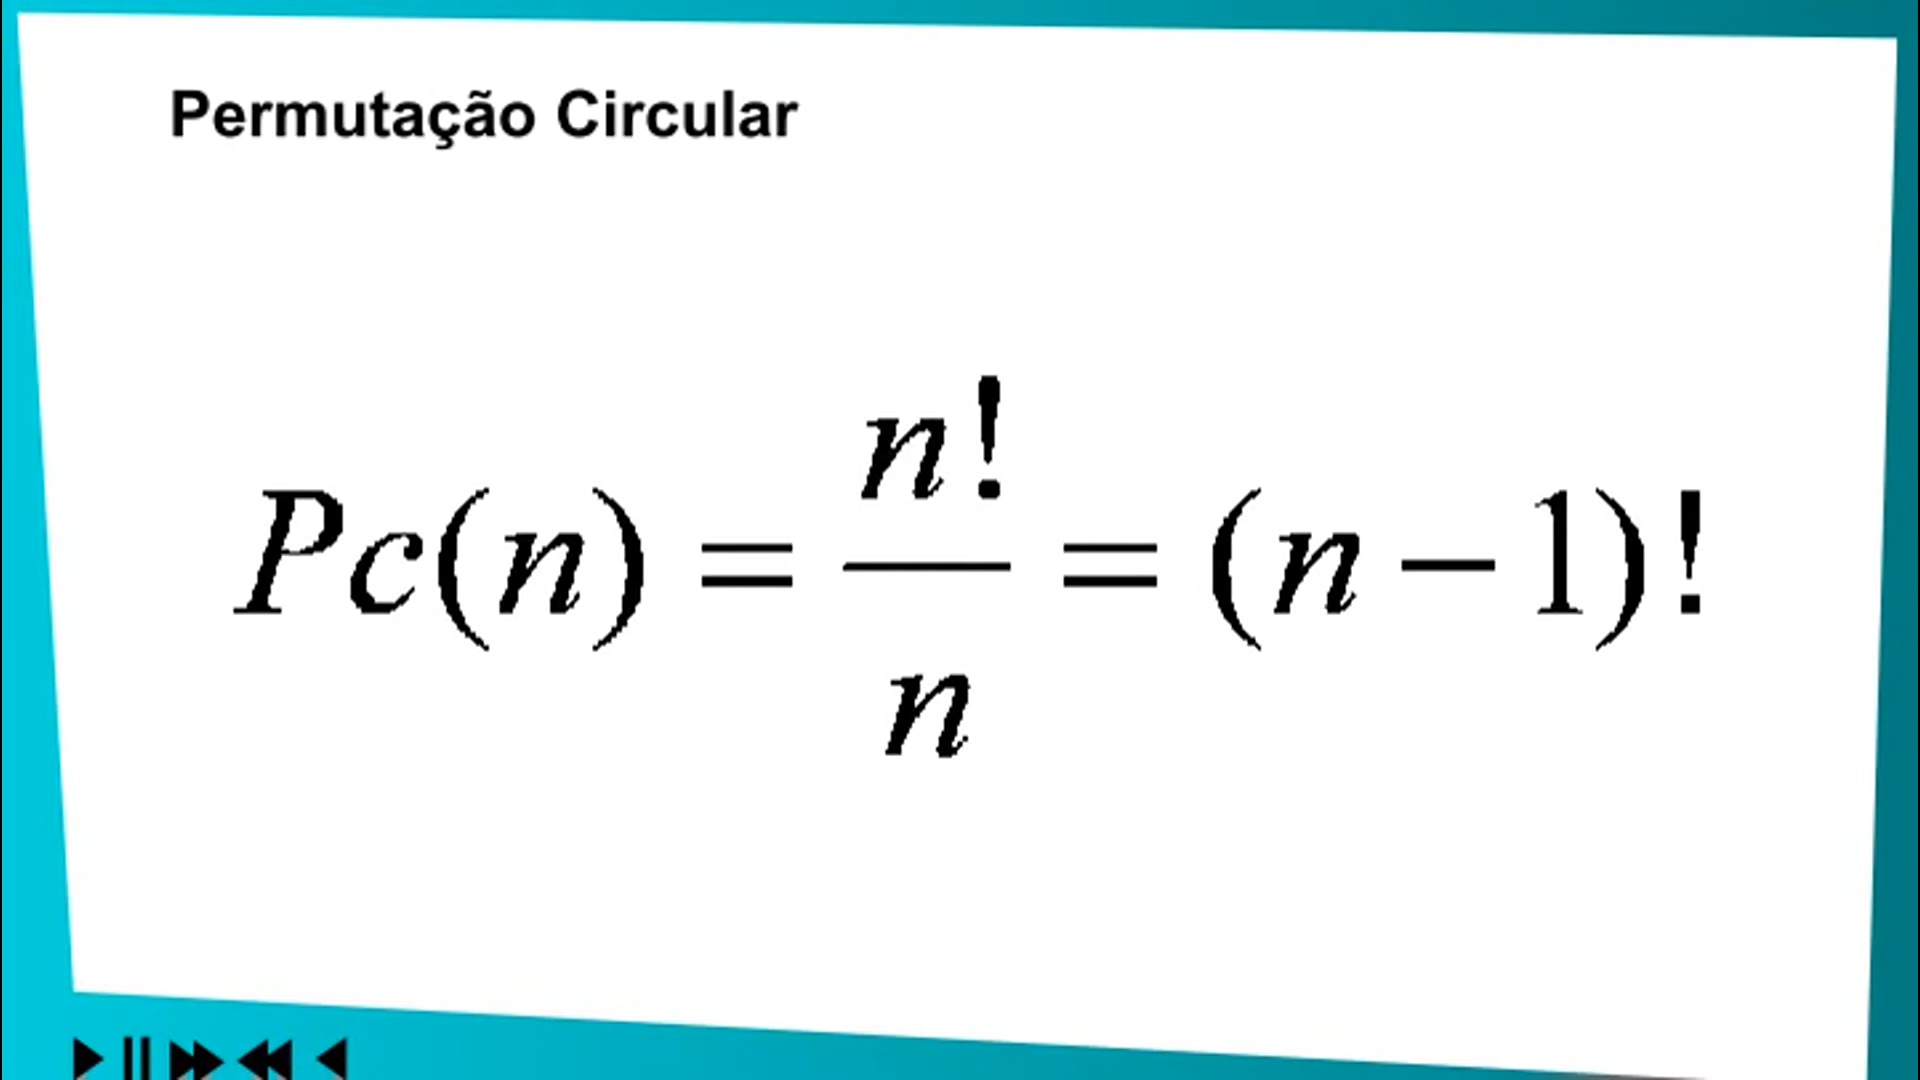 Permutação Circular
Pc(n) = n!/n = (n − 1)!